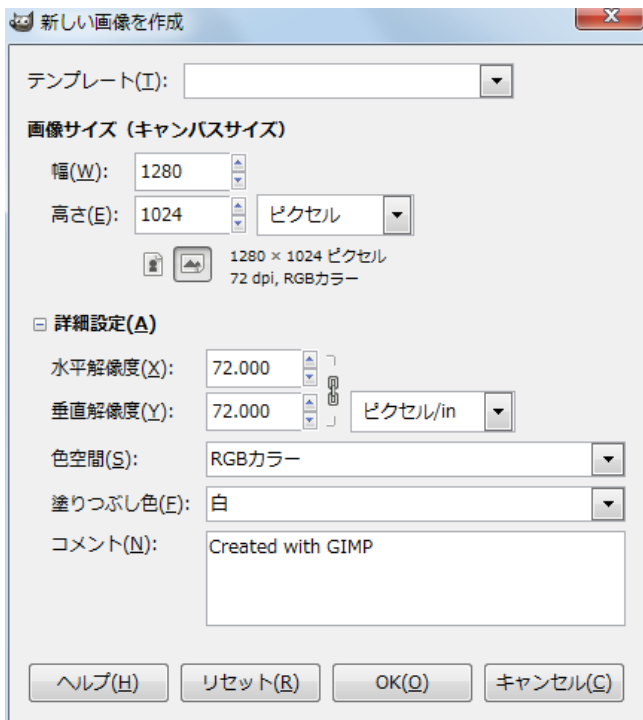 新しい画像を作成
テンプレート(T):
画像サイズ（キャンバスサイズ）
幅(W): 1280
高さ(E): 1024 ピクセル
1280 × 1024 ピクセル
72 dpi, RGBカラー
詳細設定(A)
水平解像度(X): 72.000
垂直解像度(Y): 72.000 ピクセル/in
色空間(S): RGBカラー
塗りつぶし色(F): 白
コメント(N): Created with GIMP
ヘルプ(H) リセット(R) OK(O) キャンセル(C)